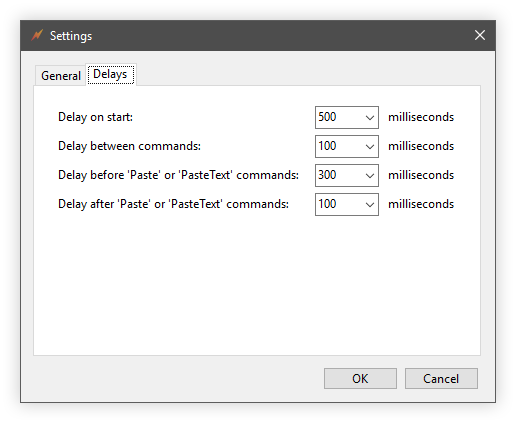 Settings
General Delays
Delay on start: 500 milliseconds
Delay between commands: 100 milliseconds
Delay before 'Paste' or 'PasteText' commands: 300 milliseconds
Delay after 'Paste' or 'PasteText' commands: 100 milliseconds
OK Cancel